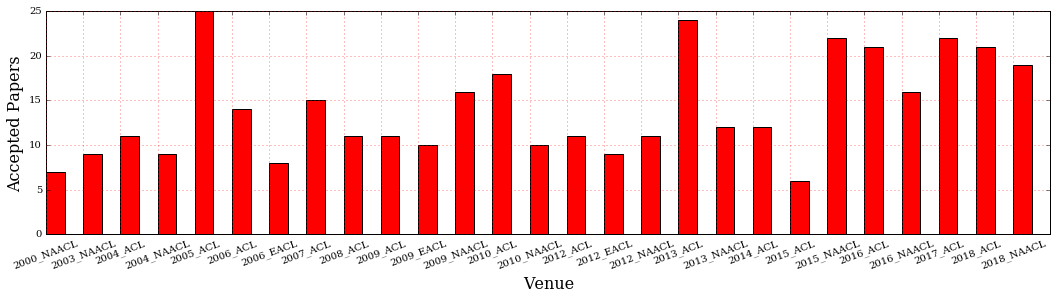 25
20
15
10
5
0
Accepted Papers
2000_NAACL
2003_NAACL
2004_ACL
2004_NAACL
2005_ACL
2006_ACL
2006_EACL
2007_ACL
2008_ACL
2009_ACL
2009_EACL
2009_NAACL
2010_ACL
2010_NAACL
2012_ACL
2012_EACL
2012_NAACL
2013_ACL
2013_NAACL
2014_ACL
2015_ACL
2015_NAACL
2016_ACL
2016_NAACL
2017_ACL
2018_ACL
2018_NAACL
Venue